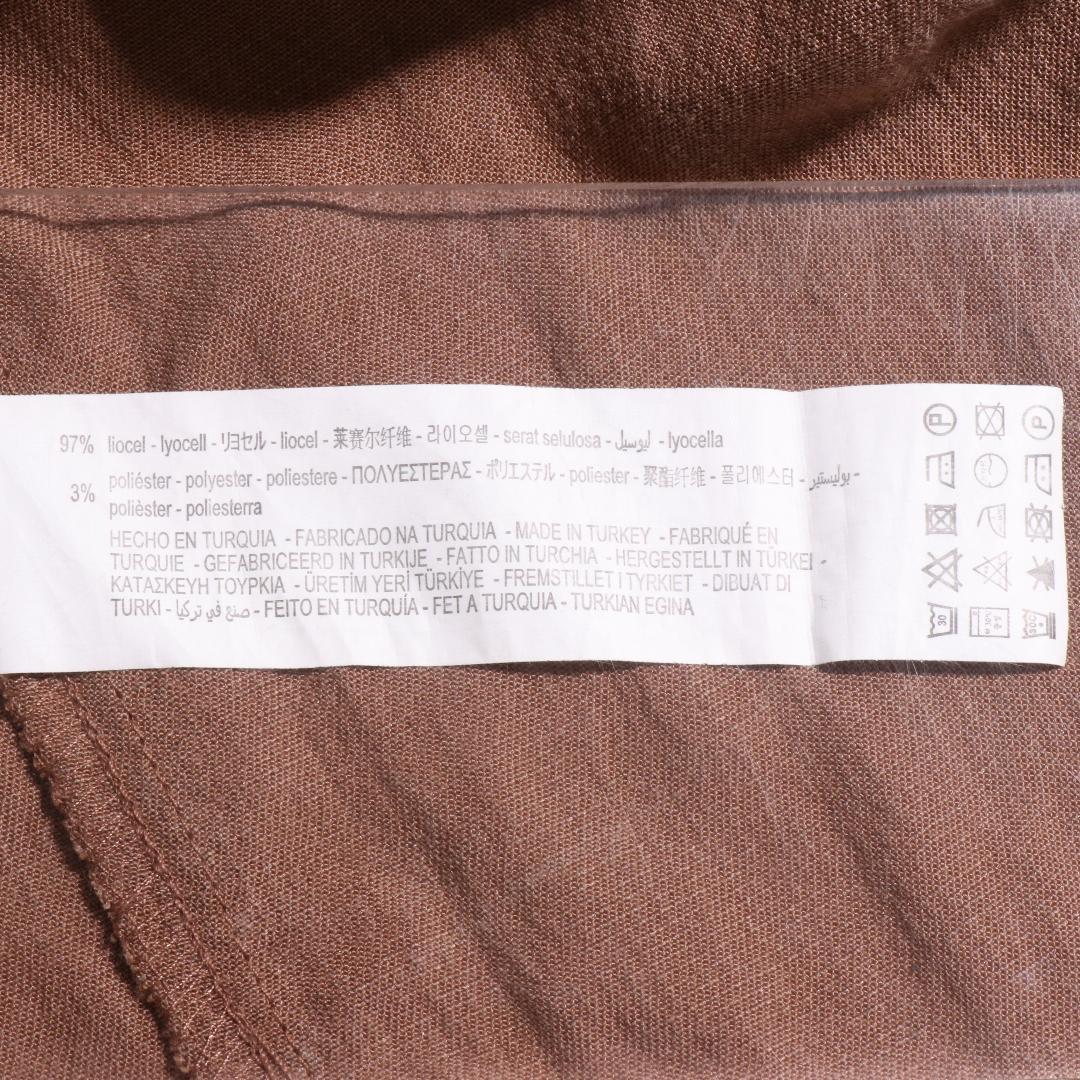 97% liocel - lyocell - リヨセル - liocel - 莱赛尔纤维 - 라이오셀 - serat selulosa - ليوسيل - lyocella
3% poliéster - polyester - poliestere - ΠΟΛΥΕΣΤΕΡΑΣ - ポリエステル - poliester - 聚酯纤维 - 폴리에스터 - بوليستير -
polièster - poliesterra
HECHO EN TURQUIA - FABRICADO NA TURQUIA - MADE IN TURKEY - FABRIQUÉ EN
TURQUIE - GEFABRICEERD IN TURKIJE - FATTO IN TURCHIA - HERGESTELLT IN TÜRKEI -
ΚΑΤΑΣΚΕΥΗ ΤΟΥΡΚΙΑ - ÜRETİM YERİ TÜRKİYE - FREMSTILLET I TYRKIET - DIBUAT DI
TURKI - صنع في تركيا - FEITO EN TURQUÍA - FET A TURQUIA - TURKIAN EGINA
P
P
30